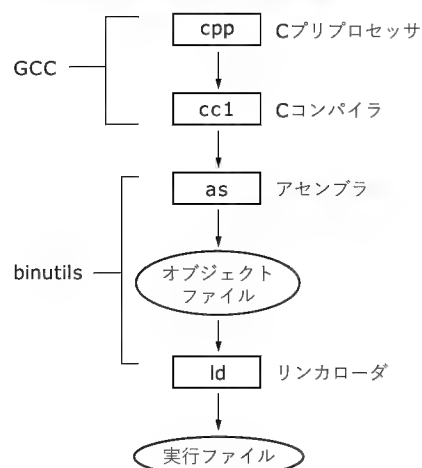 cpp Cプリプロセッサ
GCC
cc1 Cコンパイラ
as アセンブラ
binutils
オブジェクト
ファイル
ld リンカローダ
実行ファイル